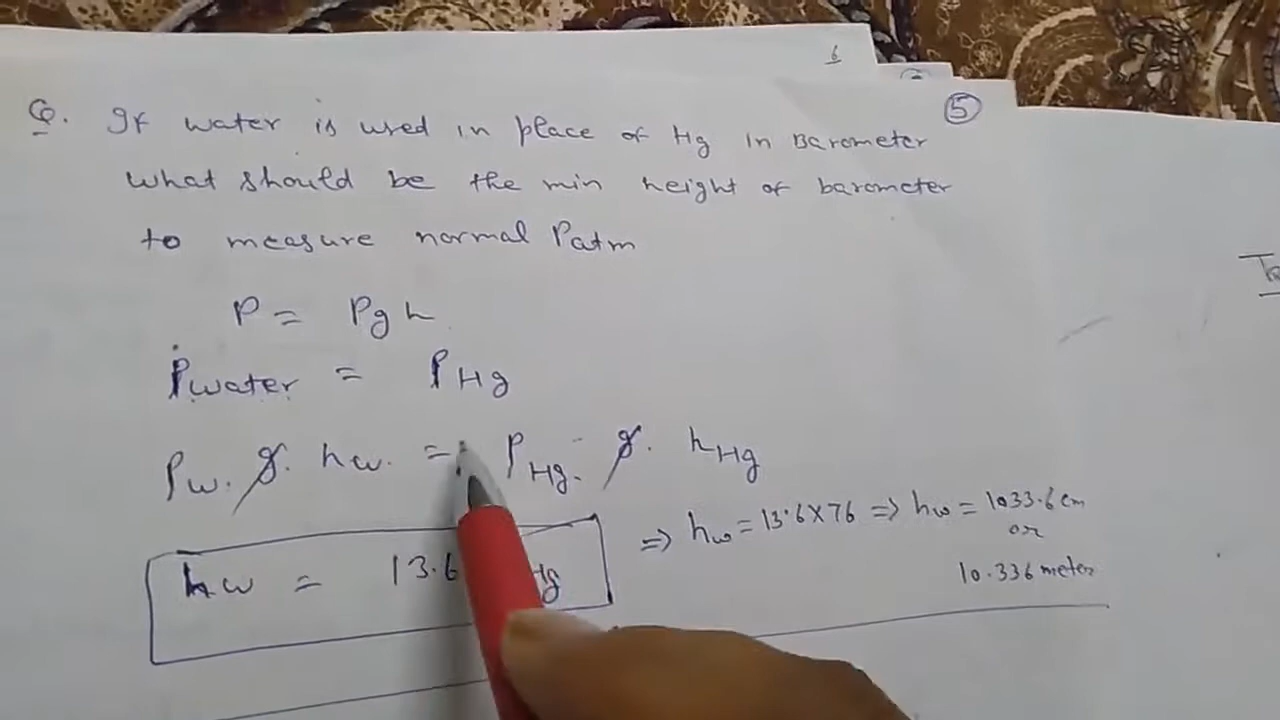 6
5
Q. If water is used in place of Hg in Barometer
what should be the min height of barometer
to measure normal Patm
P = ρgh
Pwater = PHg
ρw. g. hw. = ρHg. g. hHg
⇒ hw = 13.6×76 ⇒ hw = 1033.6 cm
or
10.336 meter
hw = 13.6 Hg